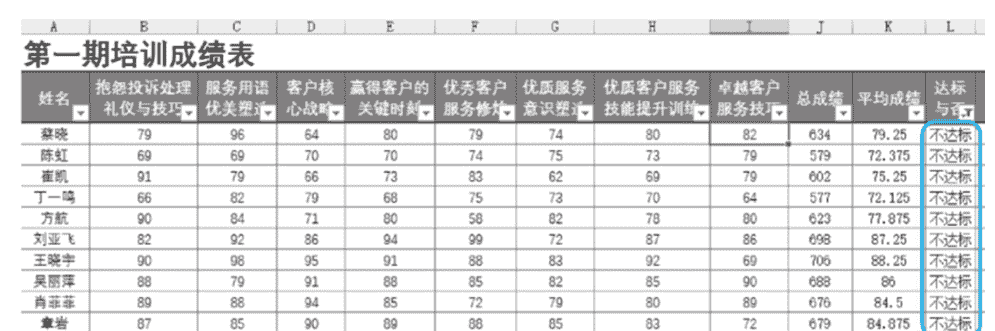 A B C D E F G H I J K L
第一期培训成绩表
姓名 抱怨投诉处理礼仪与技巧 服务用语优美塑造 客户核心战略 赢得客户的关键时刻 优秀客户服务修炼 优质服务意识塑造 优质客户服务技能提升训练 卓越客户服务技巧 总成绩 平均成绩 达标与否
蔡晓 79 96 64 80 79 74 80 82 634 79.25 不达标
陈虹 69 69 70 70 74 75 73 79 579 72.375 不达标
崔凯 91 79 66 73 83 62 69 79 602 75.25 不达标
丁一鸣 66 82 79 68 75 73 70 64 577 72.125 不达标
方航 90 84 71 80 58 82 78 80 623 77.875 不达标
刘亚飞 82 92 86 94 99 72 87 86 698 87.25 不达标
王晓宇 90 98 95 91 88 83 92 69 706 88.25 不达标
吴丽萍 88 79 91 88 85 82 85 90 688 86 不达标
肖菲菲 89 88 94 85 72 79 80 89 676 84.5 不达标
章岩 87 85 90 89 88 85 83 72 679 84.875 不达标